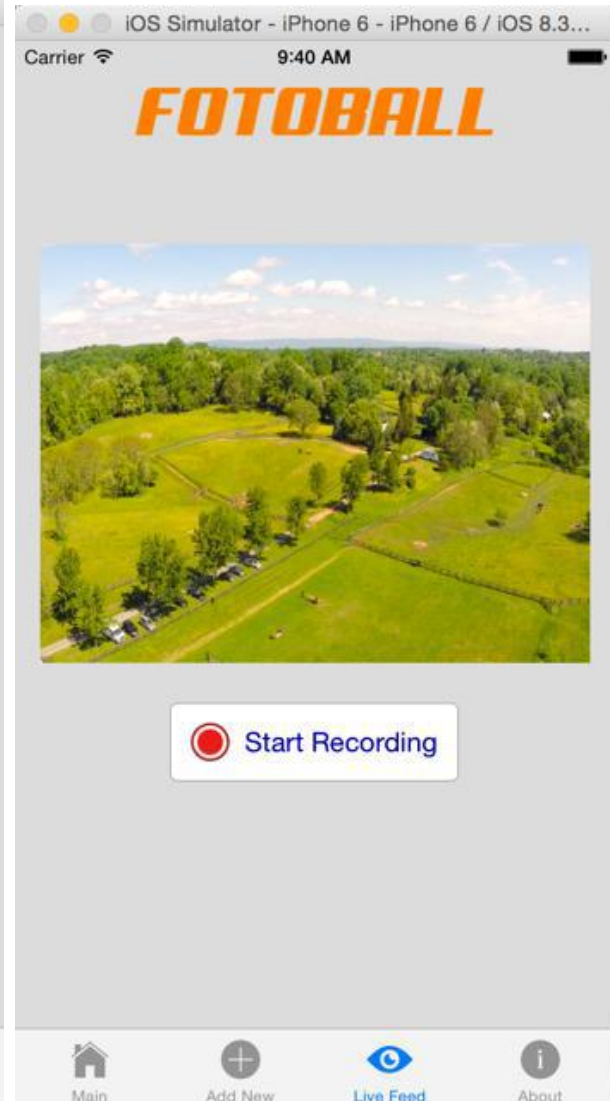 iOS Simulator - iPhone 6 - iPhone 6 / iOS 8.3...
Carrier 9:40 AM
FOTOBALL
Start Recording
Main Add New Live Feed About